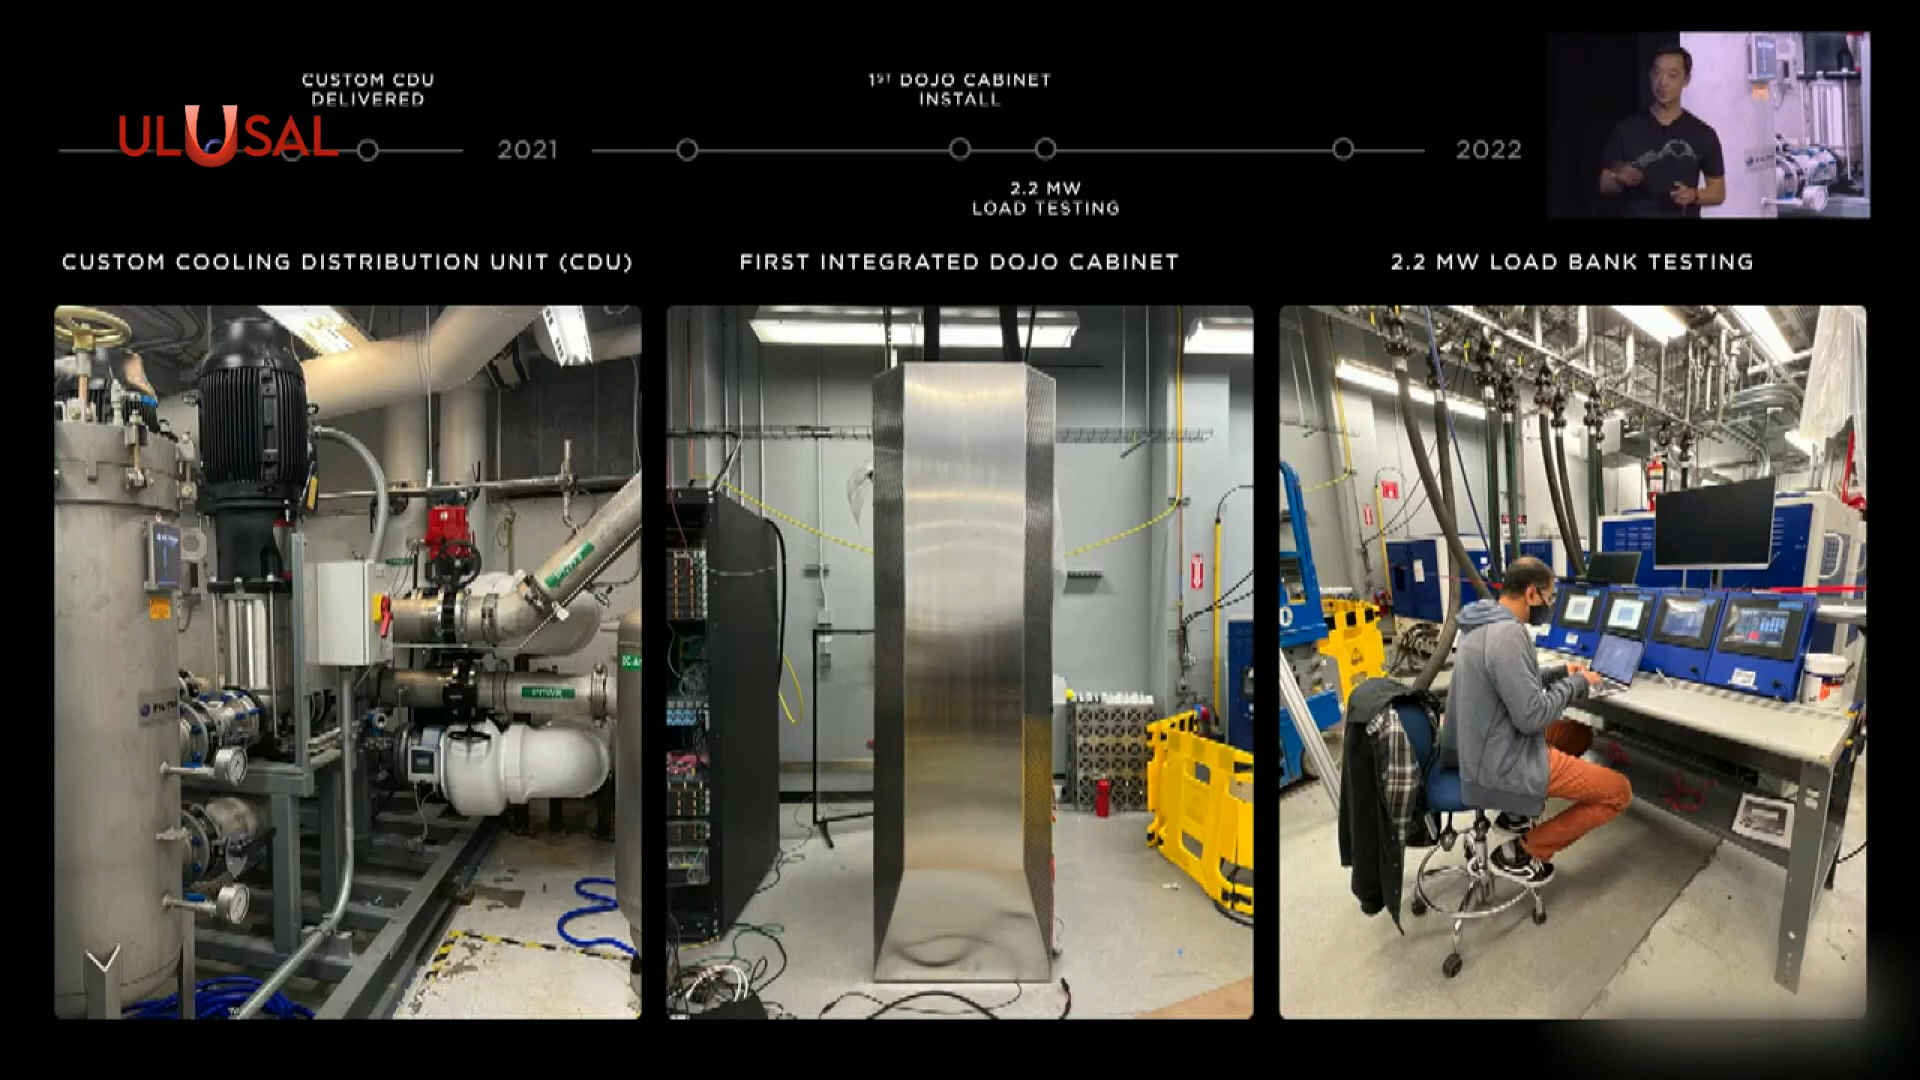 CUSTOM CDU
DELIVERED
1ST DOJO CABINET
INSTALL
ULUSAL
2021
2022
2.2 MW
LOAD TESTING
CUSTOM COOLING DISTRIBUTION UNIT (CDU)
FIRST INTEGRATED DOJO CABINET
2.2 MW LOAD BANK TESTING